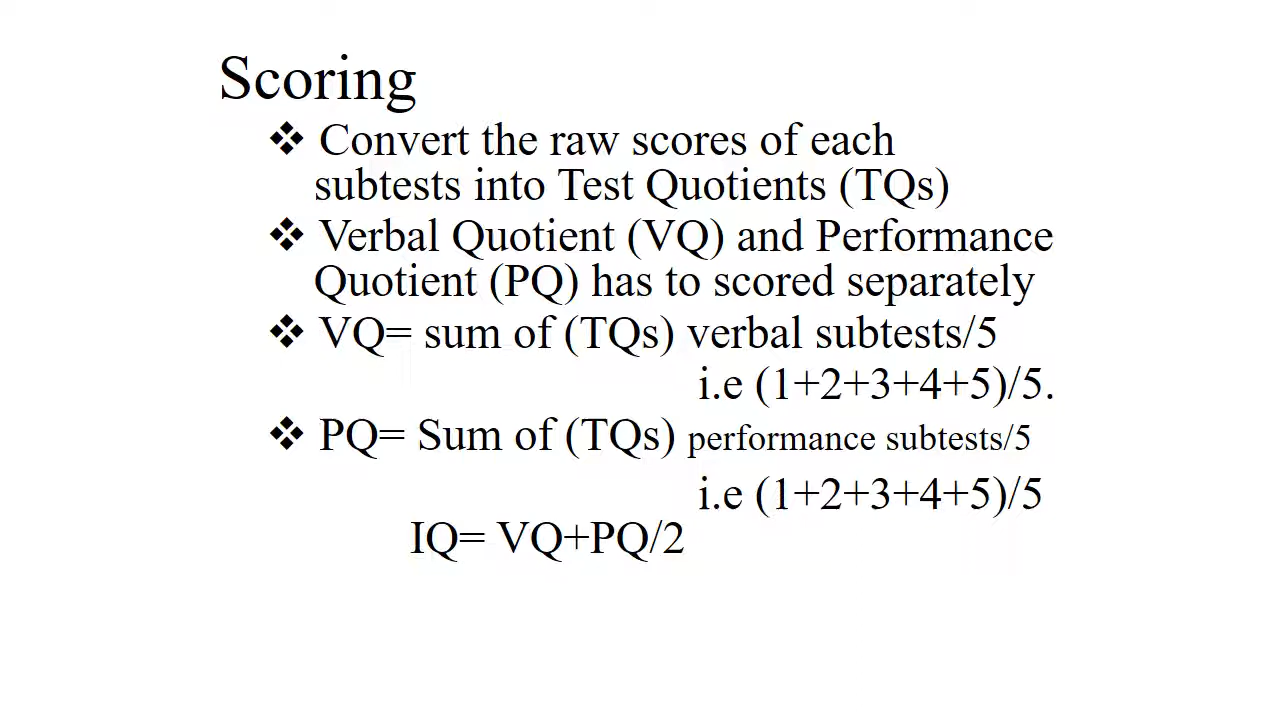 Scoring
❖ Convert the raw scores of each
subtests into Test Quotients (TQs)
❖ Verbal Quotient (VQ) and Performance
Quotient (PQ) has to scored separately
❖ VQ= sum of (TQs) verbal subtests/5
i.e (1+2+3+4+5)/5.
❖ PQ= Sum of (TQs) performance subtests/5
i.e (1+2+3+4+5)/5
IQ= VQ+PQ/2